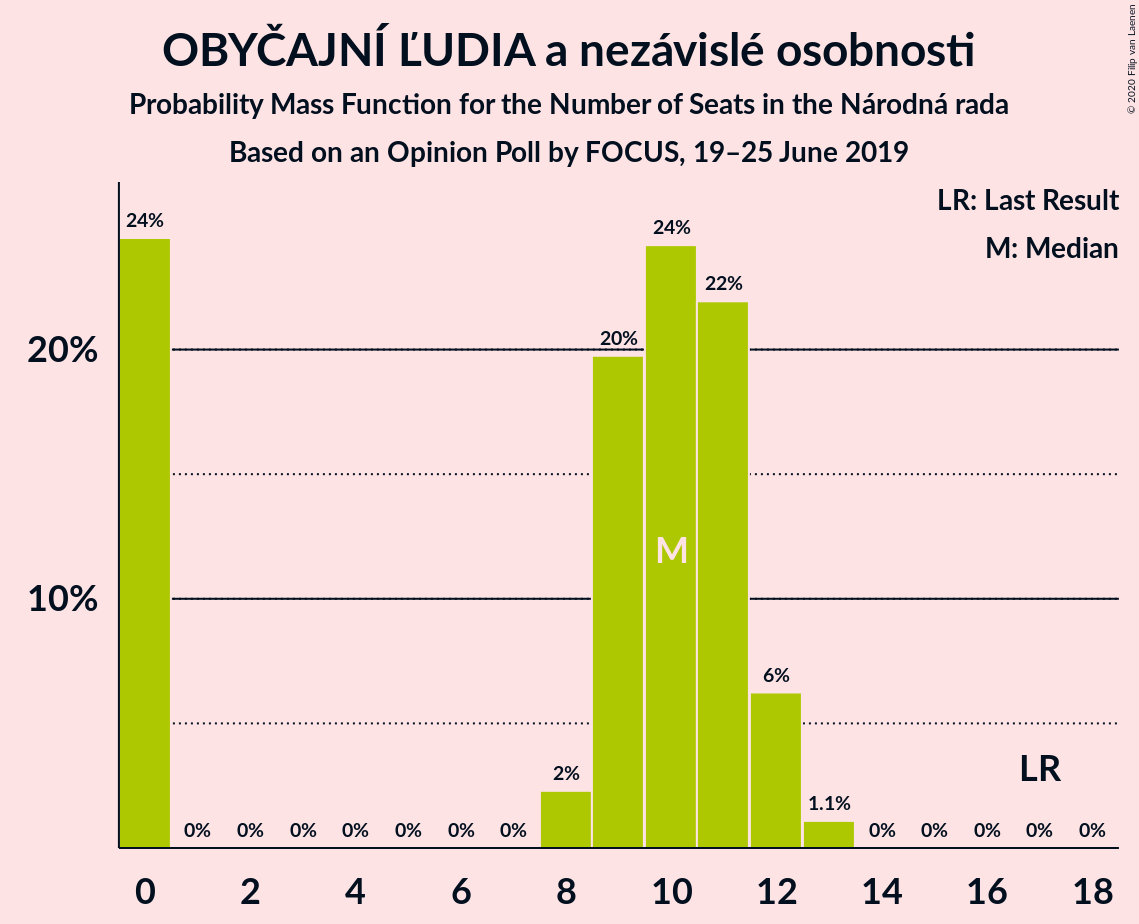 OBYČAJNÍ ĽUDIA a nezávislé osobnosti
Probability Mass Function for the Number of Seats in the Národná rada
Based on an Opinion Poll by FOCUS, 19–25 June 2019
© 2020 Filip van Laenen
LR: Last Result
M: Median
24%
0%
0%
0%
0%
0%
0%
0%
2%
20%
24%
22%
6%
1.1%
0%
0%
0%
0%
0%
20%
10%
M
LR
0 2 4 6 8 10 12 14 16 18